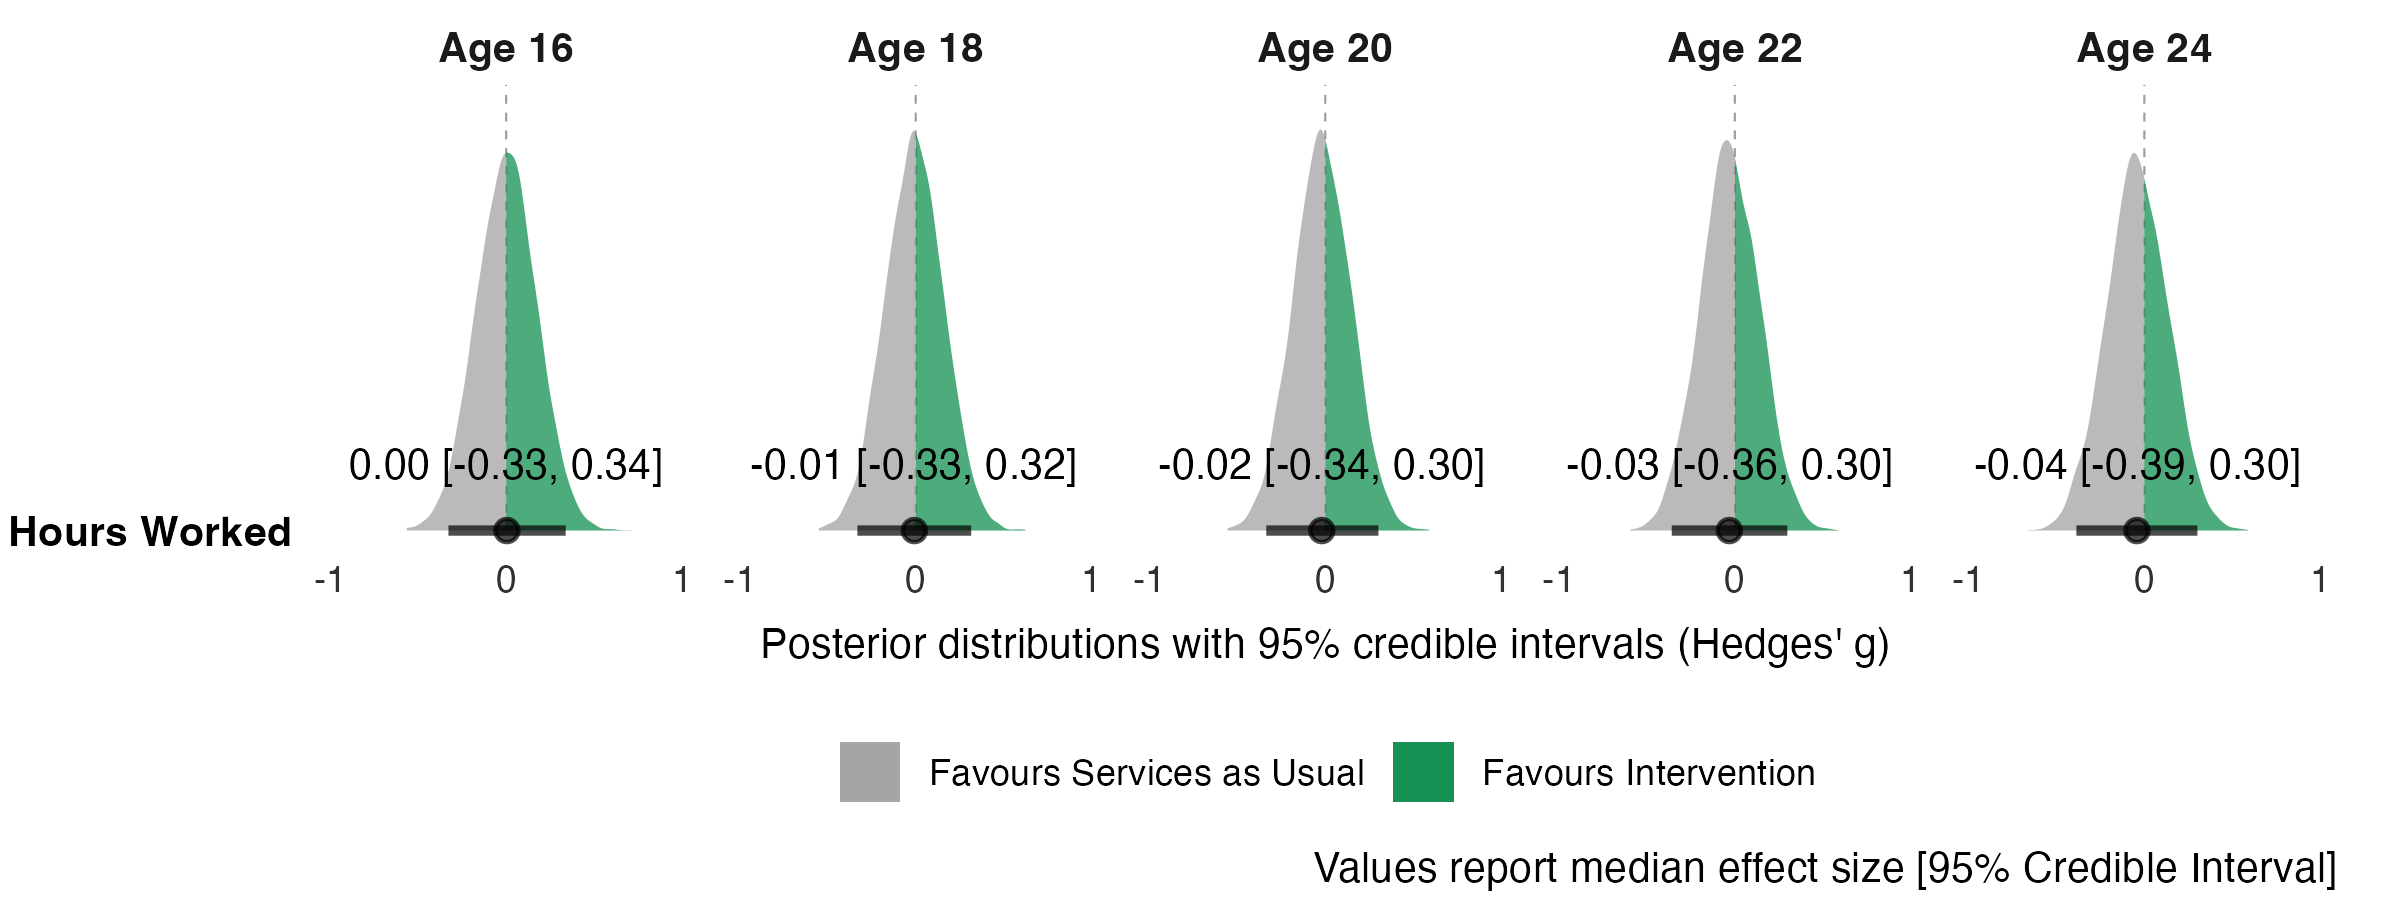 Age 16 Age 18 Age 20 Age 22 Age 24
0.00 [-0.33, 0.34] -0.01 [-0.33, 0.32] -0.02 [-0.34, 0.30] -0.03 [-0.36, 0.30] -0.04 [-0.39, 0.30]
Hours Worked
-1 0 1 -1 0 1 -1 0 1 -1 0 1 -1 0 1
Posterior distributions with 95% credible intervals (Hedges' g)
Favours Services as Usual Favours Intervention
Values report median effect size [95% Credible Interval]